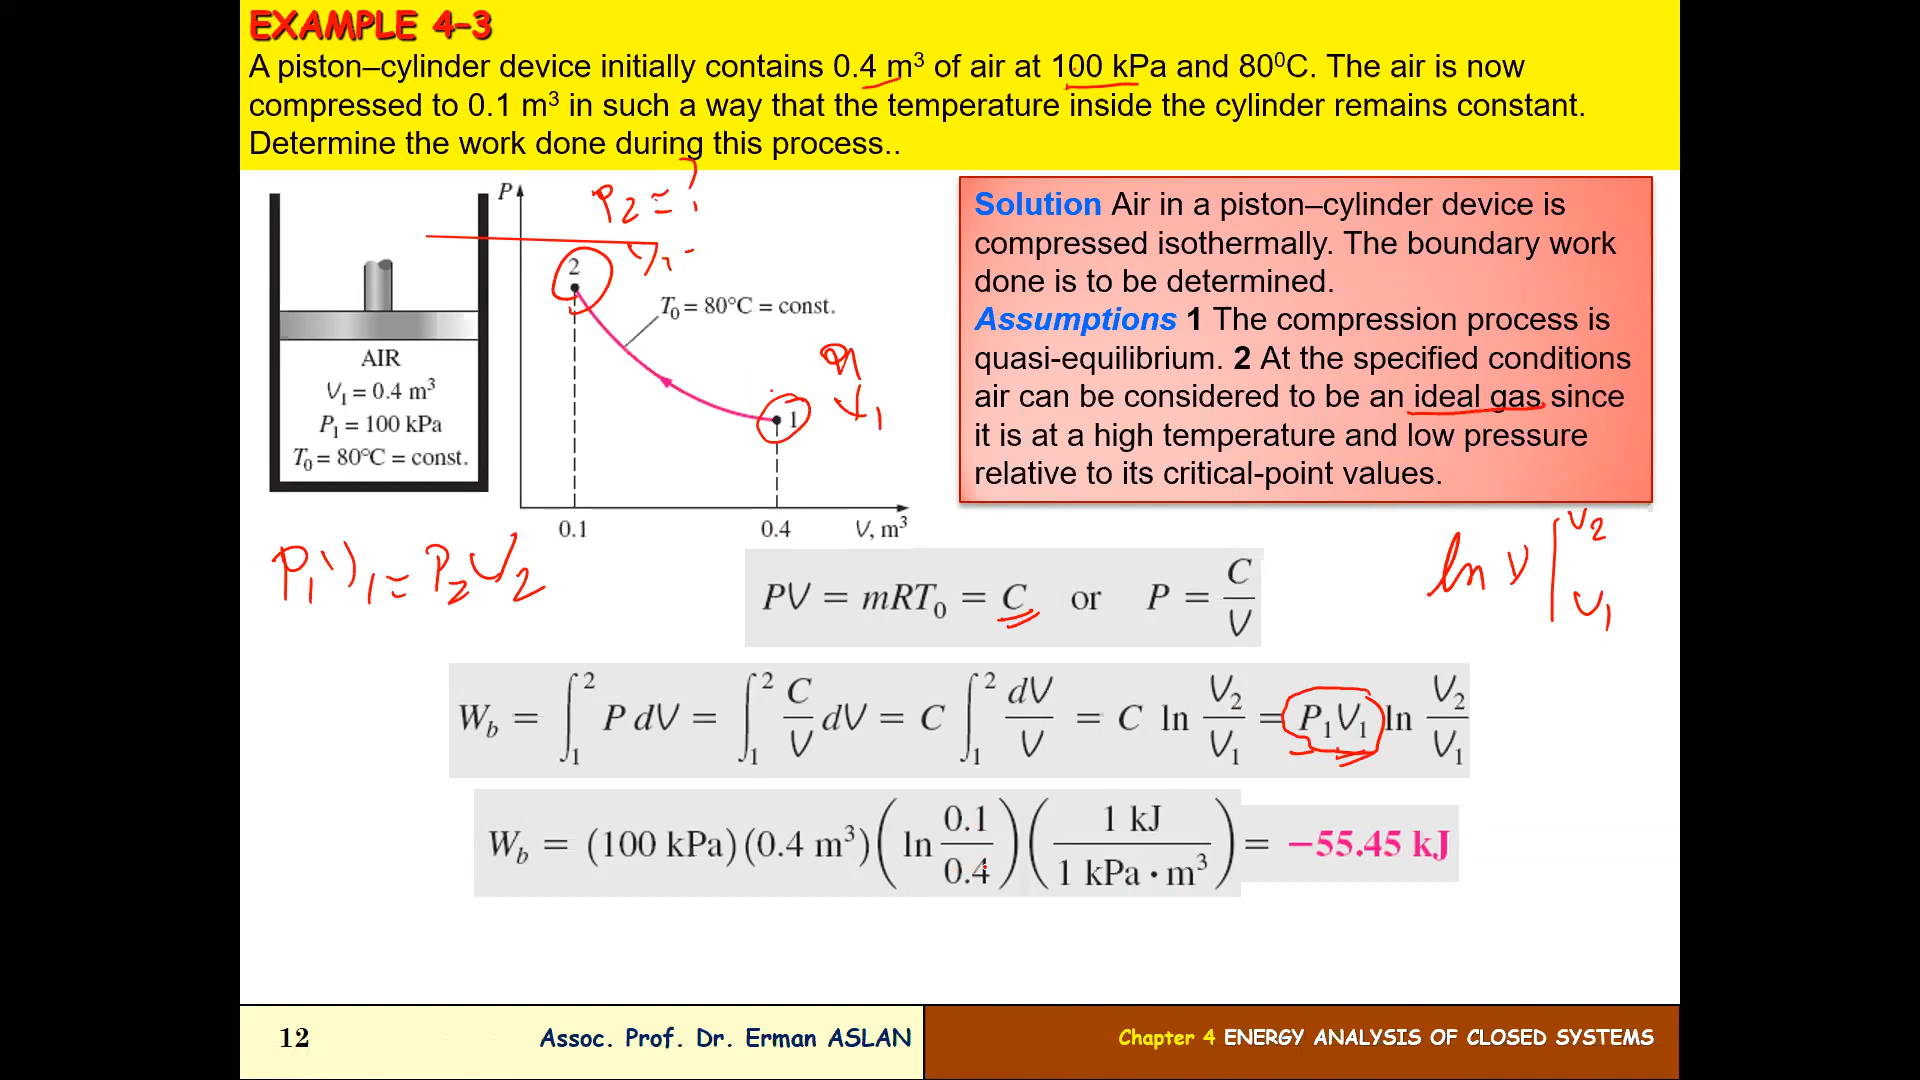 EXAMPLE 4–3
A piston–cylinder device initially contains 0.4 m³ of air at 100 kPa and 80⁰C. The air is now
compressed to 0.1 m³ in such a way that the temperature inside the cylinder remains constant.
Determine the work done during this process..
P
P2 = ?
2
T₀ = 80°C = const.
1
V1
0.1
0.4
V, m³
AIR
V₁ = 0.4 m³
P₁ = 100 kPa
T₀ = 80°C = const.
Solution Air in a piston–cylinder device is
compressed isothermally. The boundary work
done is to be determined.
Assumptions 1 The compression process is
quasi-equilibrium. 2 At the specified conditions
air can be considered to be an ideal gas since
it is at a high temperature and low pressure
relative to its critical-point values.
P1V1 = P2V2
ln V |V1 V2
PV = mRT₀ = C or P = C/V
W_b = ∫₁² P dV = ∫₁² C/V dV = C ∫₁² dV/V = C ln V₂/V₁ = P₁V₁ ln V₂/V₁
W_b = (100 kPa)(0.4 m³)(ln 0.1/0.4)(1 kJ/1 kPa · m³) = −55.45 kJ
12
Assoc. Prof. Dr. Erman ASLAN
Chapter 4 ENERGY ANALYSIS OF CLOSED SYSTEMS